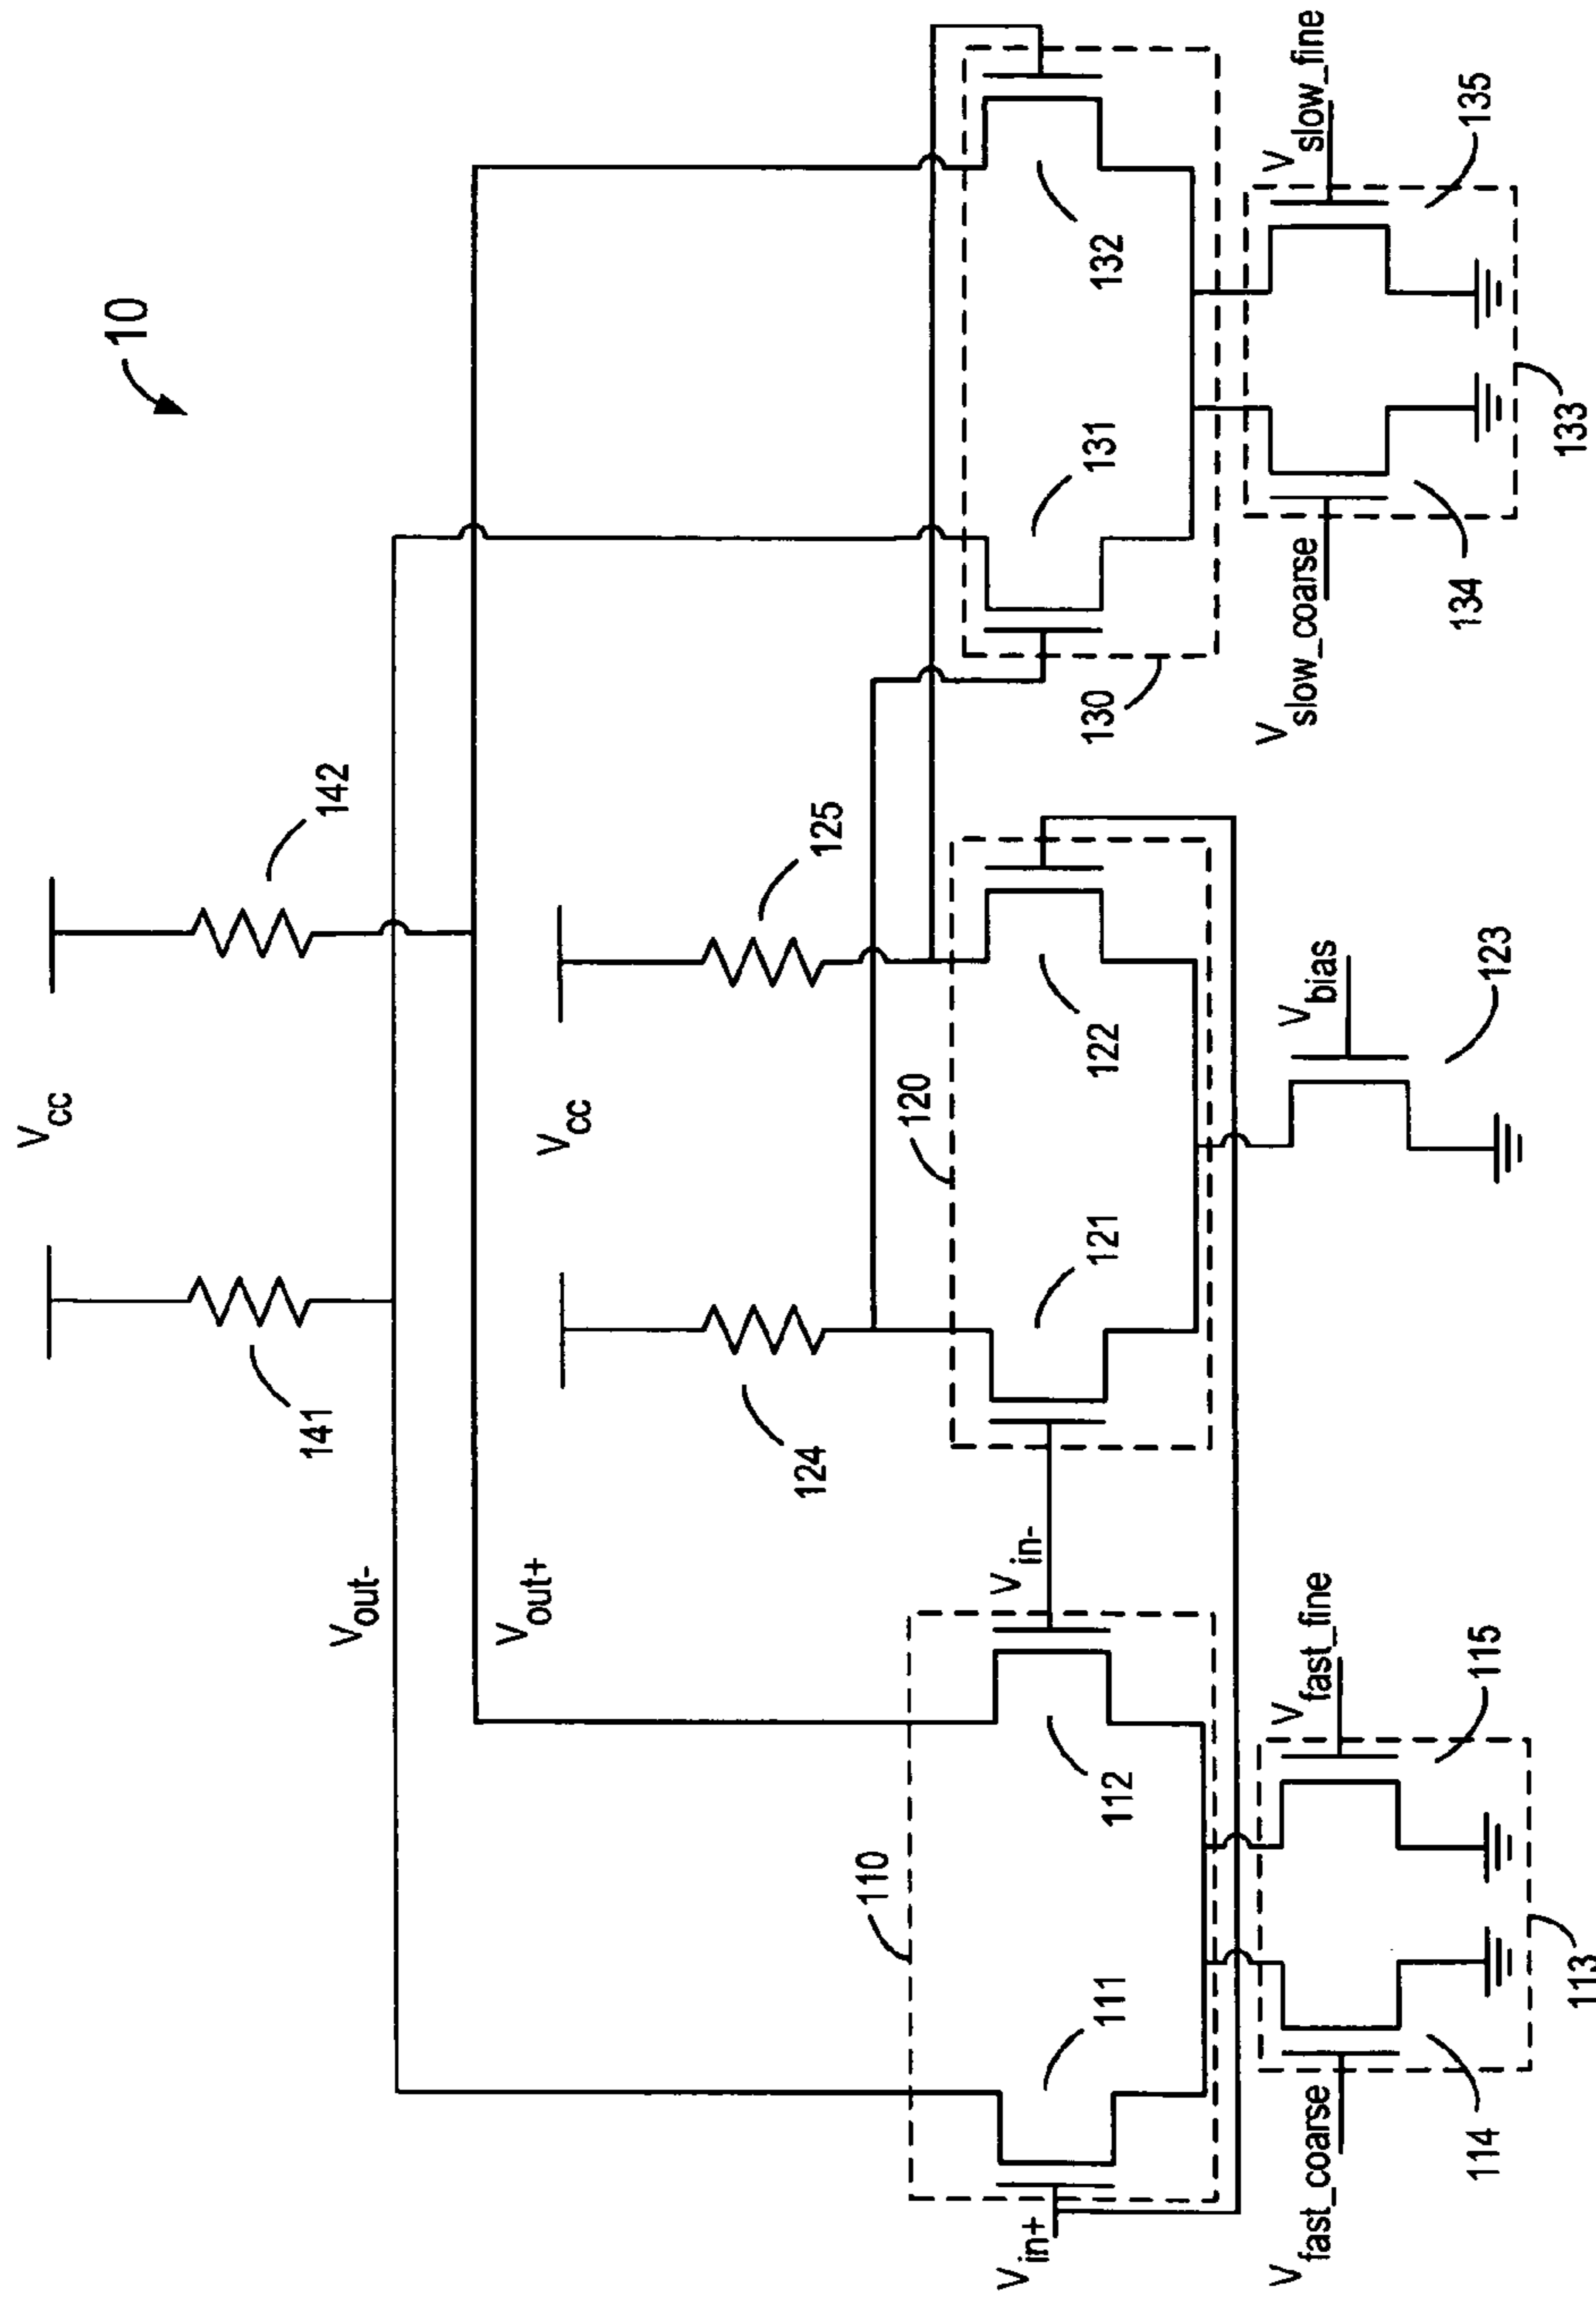 10
Vcc
141
142
Vout-
Vout+
Vcc
124
125
110
120
Vin+
111
112
Vin-
121
122
130
131
132
Vfast_coarse
114
Vfast_fine
115
113
Vbias
123
Vslow_coarse
134
Vslow_fine
135
133